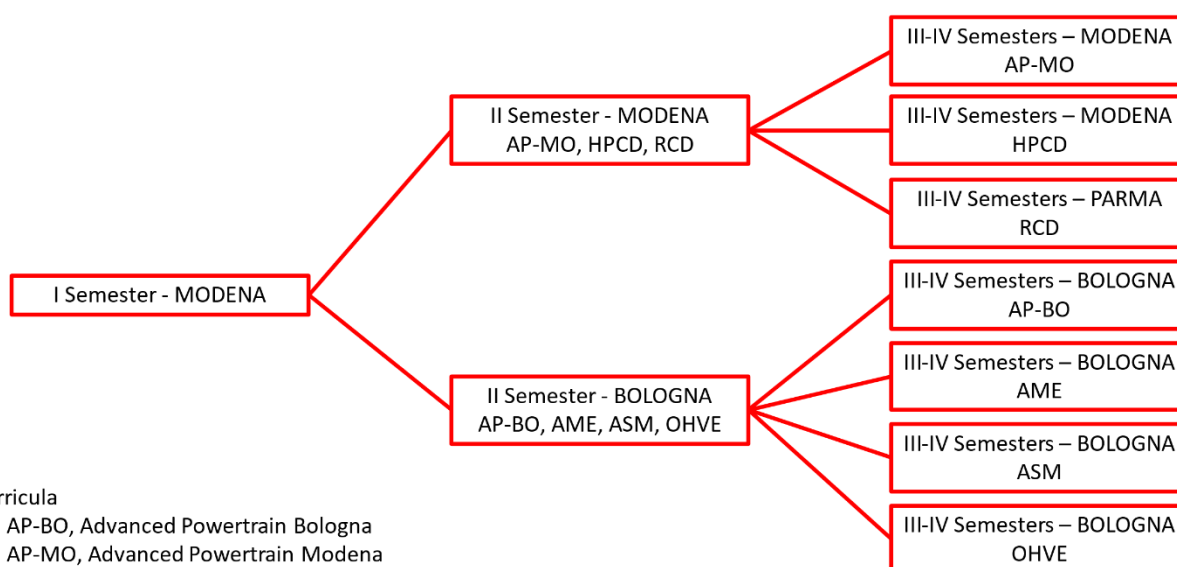 I Semester - MODENA
II Semester - MODENA
AP-MO, HPCD, RCD
II Semester - BOLOGNA
AP-BO, AME, ASM, OHVE
III-IV Semesters – MODENA
AP-MO
III-IV Semesters – MODENA
HPCD
III-IV Semesters – PARMA
RCD
III-IV Semesters – BOLOGNA
AP-BO
III-IV Semesters – BOLOGNA
AME
III-IV Semesters – BOLOGNA
ASM
III-IV Semesters – BOLOGNA
OHVE
rricula
AP-BO, Advanced Powertrain Bologna
AP-MO, Advanced Powertrain Modena